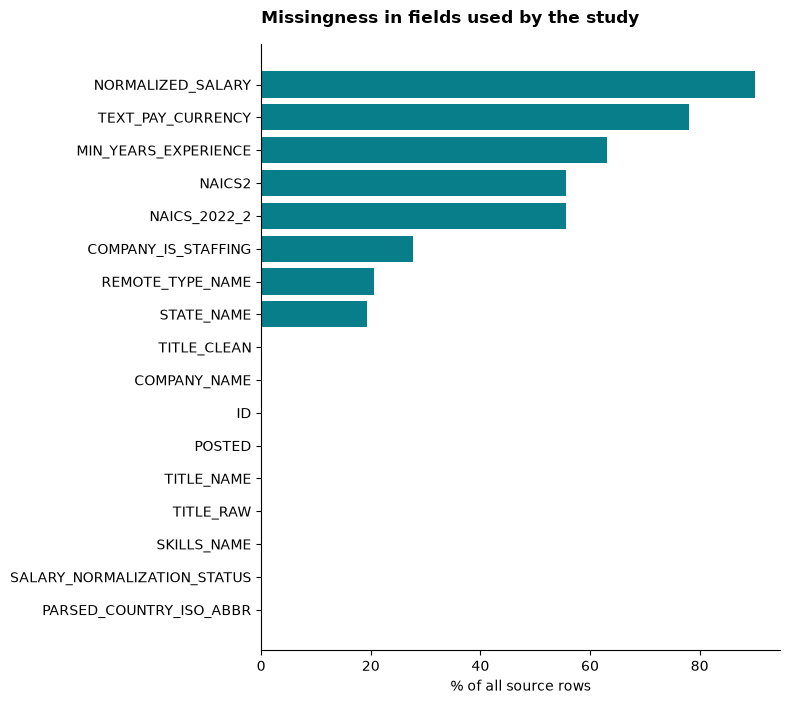 Missingness in fields used by the study
NORMALIZED_SALARY
TEXT_PAY_CURRENCY
MIN_YEARS_EXPERIENCE
NAICS2
NAICS_2022_2
COMPANY_IS_STAFFING
REMOTE_TYPE_NAME
STATE_NAME
TITLE_CLEAN
COMPANY_NAME
ID
POSTED
TITLE_NAME
TITLE_RAW
SKILLS_NAME
SALARY_NORMALIZATION_STATUS
PARSED_COUNTRY_ISO_ABBR
0 20 40 60 80
% of all source rows